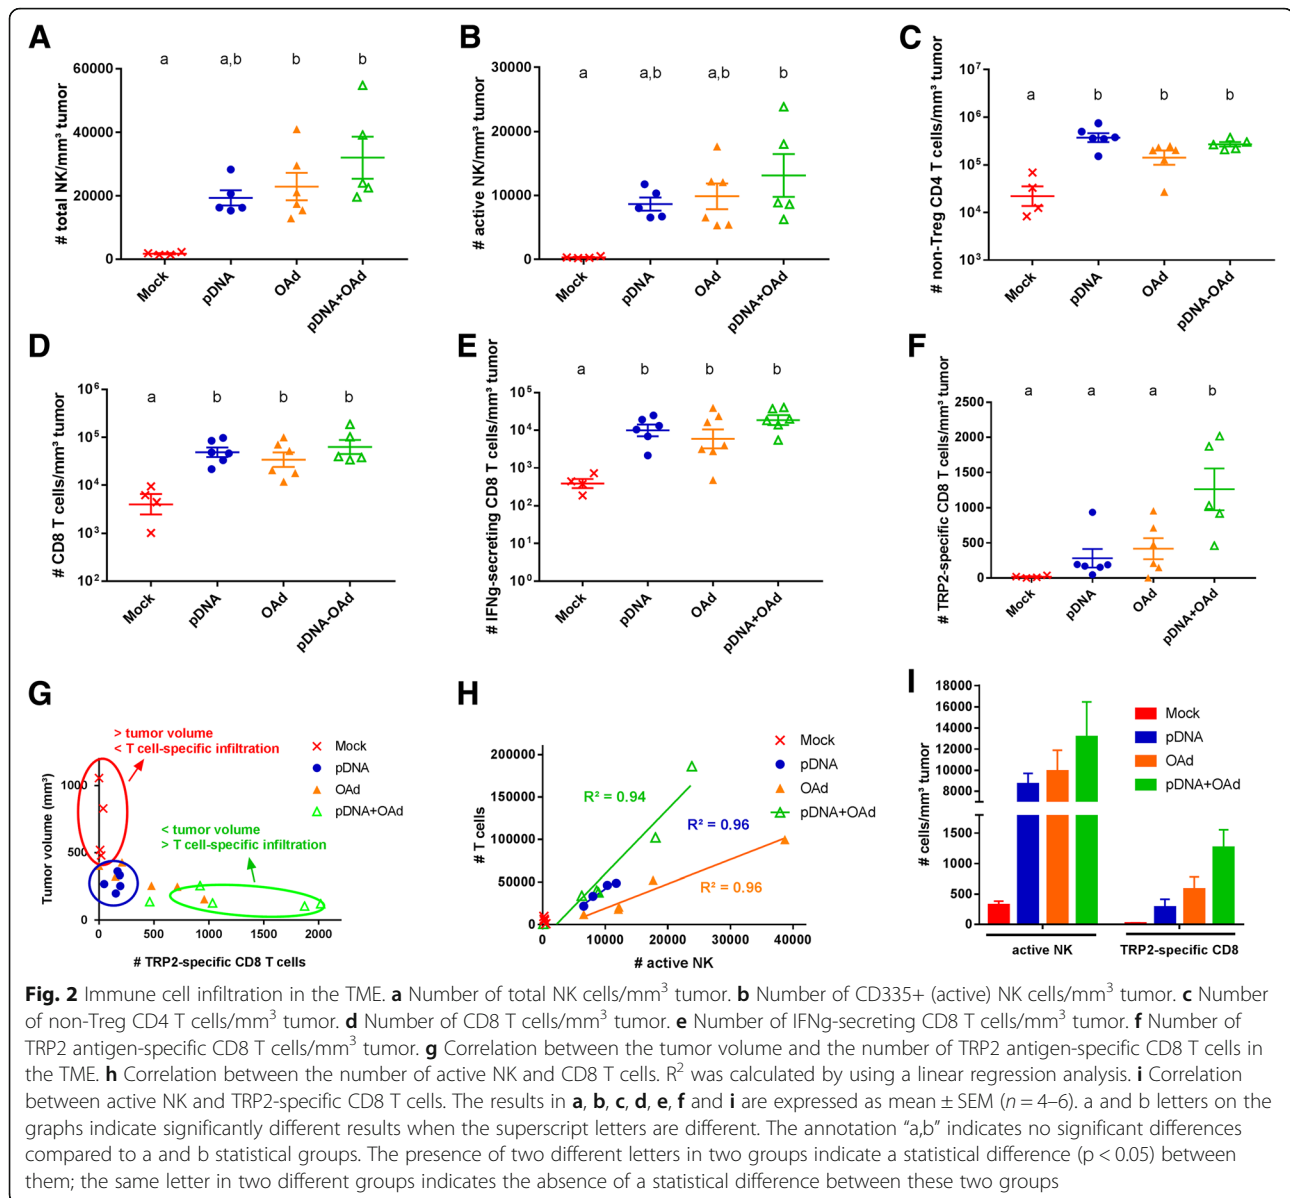 A
# total NK/mm³ tumor
60000
40000
20000
0
a
a,b
b
b
Mock
pDNA
OAd
pDNA+OAd
B
# active NK/mm³ tumor
30000
20000
10000
0
a
a,b
a,b
b
Mock
pDNA
OAd
pDNA+OAd
C
# non-Treg CD4 T cells/mm³ tumor
10⁷
10⁶
10⁵
10⁴
10³
a
b
b
b
Mock
pDNA
OAd
pDNA-OAd
D
# CD8 T cells/mm³ tumor
10⁶
10⁵
10⁴
10³
10²
a
b
b
b
Mock
pDNA
OAd
pDNA-OAd
E
# IFNg-secreting CD8 T cells/mm³ tumor
10⁵
10⁴
10³
10²
10¹
10⁰
a
b
b
b
Mock
pDNA
OAd
pDNA+OAd
F
# TRP2-specific CD8 T cells/mm³ tumor
2500
2000
1500
1000
500
0
a
a
a
b
Mock
pDNA
OAd
pDNA+OAd
G
> tumor volume
< T cell-specific infiltration
Mock
pDNA
OAd
pDNA+OAd
Tumor volume (mm³)
1000
500
0
< tumor volume
> T cell-specific infiltration
0
500
1000
1500
2000
# TRP2-specific CD8 T cells
H
# T cells
200000
150000
100000
50000
0
R² = 0.94
R² = 0.96
R² = 0.96
Mock
pDNA
OAd
pDNA+OAd
0
10000
20000
30000
40000
# active NK
I
# cells/mm³ tumor
18000
16000
14000
12000
10000
8000
1500
1000
500
0
Mock
pDNA
OAd
pDNA+OAd
active NK
TRP2-specific CD8
Fig. 2 Immune cell infiltration in the TME. a Number of total NK cells/mm³ tumor. b Number of CD335+ (active) NK cells/mm³ tumor. c Number
of non-Treg CD4 T cells/mm³ tumor. d Number of CD8 T cells/mm³ tumor. e Number of IFNg-secreting CD8 T cells/mm³ tumor. f Number of
TRP2 antigen-specific CD8 T cells/mm³ tumor. g Correlation between the tumor volume and the number of TRP2 antigen-specific CD8 T cells in
the TME. h Correlation between the number of active NK and CD8 T cells. R² was calculated by using a linear regression analysis. i Correlation
between active NK and TRP2-specific CD8 T cells. The results in a, b, c, d, e, f and i are expressed as mean ± SEM (n = 4–6). a and b letters on the
graphs indicate significantly different results when the superscript letters are different. The annotation “a,b” indicates no significant differences
compared to a and b statistical groups. The presence of two different letters in two groups indicate a statistical difference (p < 0.05) between
them; the same letter in two different groups indicates the absence of a statistical difference between these two groups